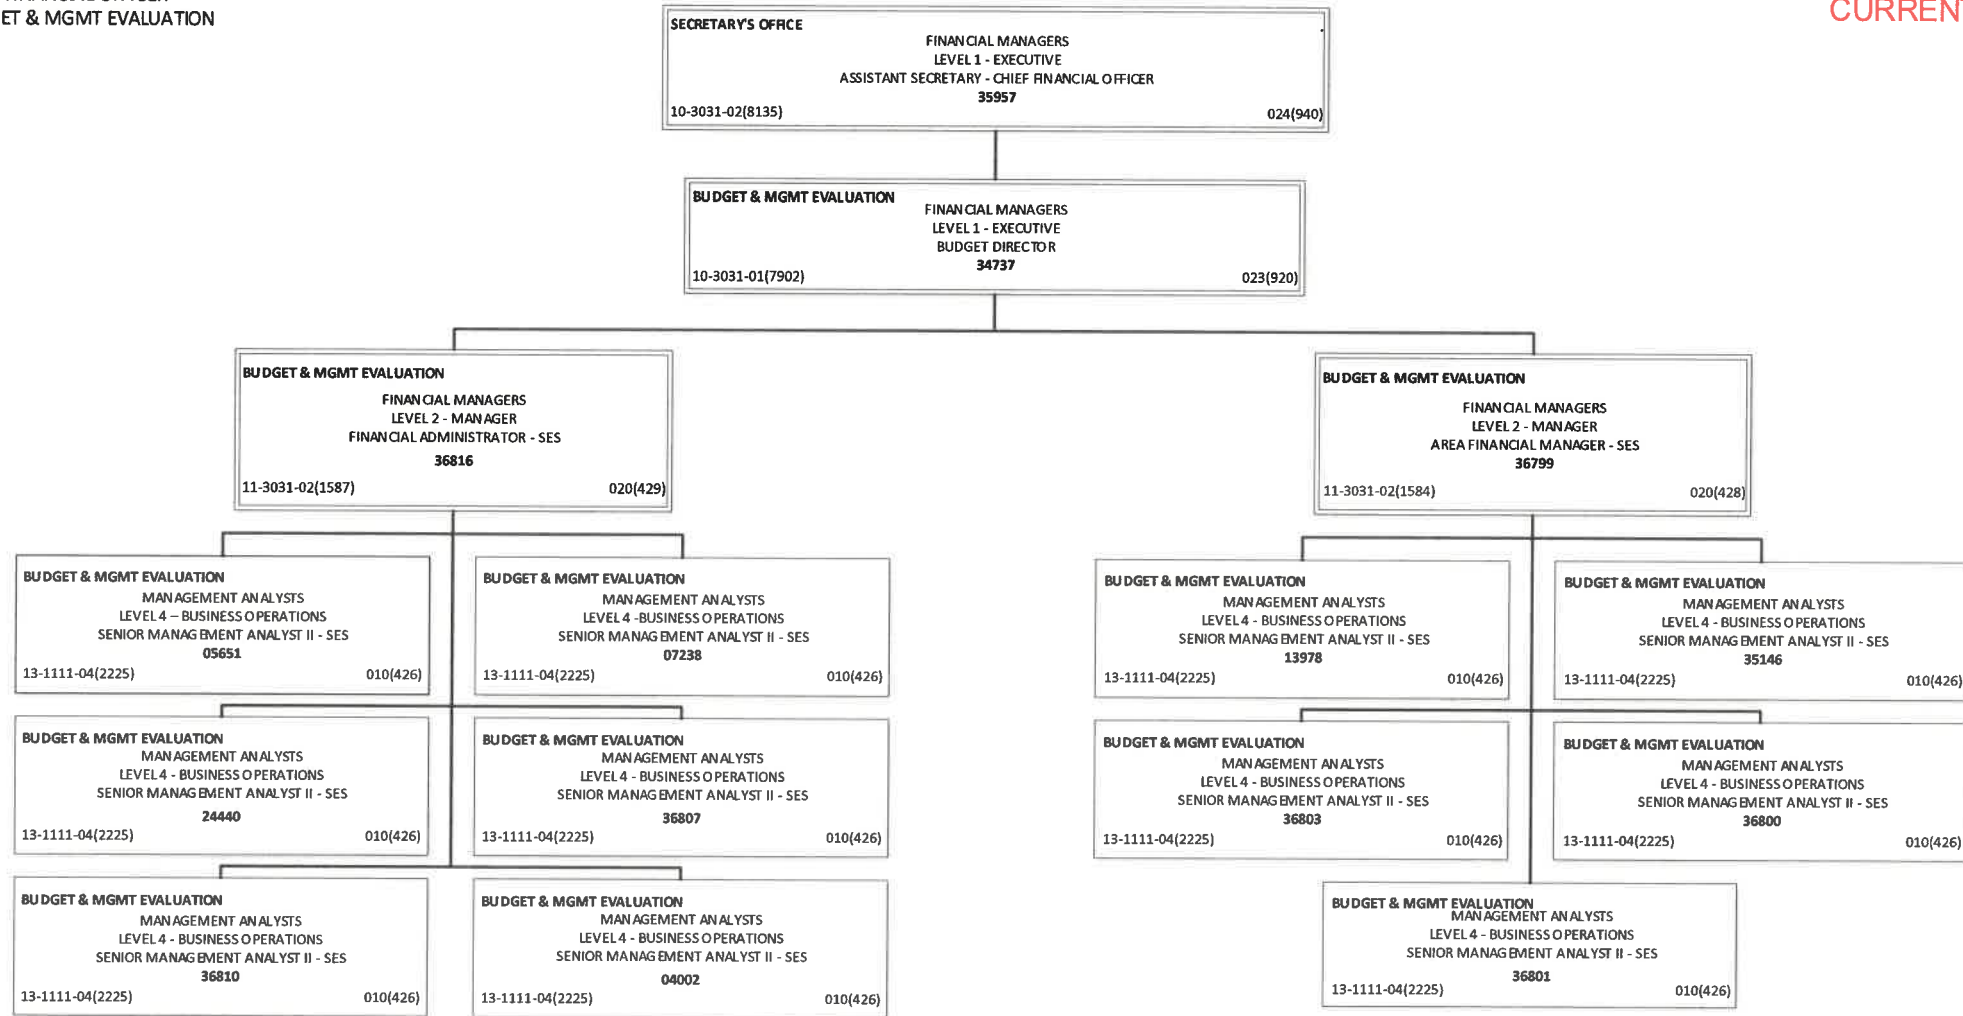 ET & MGMT EVALUATION
CURRENT
SECRETARY'S OFFICE
FINANCIAL MANAGERS
LEVEL 1 - EXECUTIVE
ASSISTANT SECRETARY - CHIEF FINANCIAL OFFICER
35957
10-3031-02(8135) 024(940)
BUDGET & MGMT EVALUATION
FINANCIAL MANAGERS
LEVEL 1 - EXECUTIVE
BUDGET DIRECTOR
34737
10-3031-01(7902) 023(920)
BUDGET & MGMT EVALUATION
FINANCIAL MANAGERS
LEVEL 2 - MANAGER
FINANCIAL ADMINISTRATOR - SES
36816
11-3031-02(1587) 020(429)
BUDGET & MGMT EVALUATION
FINANCIAL MANAGERS
LEVEL 2 - MANAGER
AREA FINANCIAL MANAGER - SES
36799
11-3031-02(1584) 020(428)
BUDGET & MGMT EVALUATION
MANAGEMENT ANALYSTS
LEVEL 4 – BUSINESS OPERATIONS
SENIOR MANAGEMENT ANALYST II - SES
05651
13-1111-04(2225) 010(426)
BUDGET & MGMT EVALUATION
MANAGEMENT ANALYSTS
LEVEL 4 -BUSINESS OPERATIONS
SENIOR MANAGEMENT ANALYST II - SES
07238
13-1111-04(2225) 010(426)
BUDGET & MGMT EVALUATION
MANAGEMENT ANALYSTS
LEVEL 4 - BUSINESS OPERATIONS
SENIOR MANAGEMENT ANALYST II - SES
13978
13-1111-04(2225) 010(426)
BUDGET & MGMT EVALUATION
MANAGEMENT ANALYSTS
LEVEL 4 - BUSINESS OPERATIONS
SENIOR MANAGEMENT ANALYST II - SES
35146
13-1111-04(2225) 010(426)
BUDGET & MGMT EVALUATION
MANAGEMENT ANALYSTS
LEVEL 4 - BUSINESS OPERATIONS
SENIOR MANAGEMENT ANALYST II - SES
24440
13-1111-04(2225) 010(426)
BUDGET & MGMT EVALUATION
MANAGEMENT ANALYSTS
LEVEL 4 - BUSINESS OPERATIONS
SENIOR MANAGEMENT ANALYST II - SES
36807
13-1111-04(2225) 010(426)
BUDGET & MGMT EVALUATION
MANAGEMENT ANALYSTS
LEVEL 4 - BUSINESS OPERATIONS
SENIOR MANAGEMENT ANALYST II - SES
36803
13-1111-04(2225) 010(426)
BUDGET & MGMT EVALUATION
MANAGEMENT ANALYSTS
LEVEL 4 - BUSINESS OPERATIONS
SENIOR MANAGEMENT ANALYST II - SES
36800
13-1111-04(2225) 010(426)
BUDGET & MGMT EVALUATION
MANAGEMENT ANALYSTS
LEVEL 4 - BUSINESS OPERATIONS
SENIOR MANAGEMENT ANALYST II - SES
36810
13-1111-04(2225) 010(426)
BUDGET & MGMT EVALUATION
MANAGEMENT ANALYSTS
LEVEL 4 - BUSINESS OPERATIONS
SENIOR MANAGEMENT ANALYST II - SES
04002
13-1111-04(2225) 010(426)
BUDGET & MGMT EVALUATION
MANAGEMENT ANALYSTS
LEVEL 4 - BUSINESS OPERATIONS
SENIOR MANAGEMENT ANALYST II - SES
36801
13-1111-04(2225) 010(426)